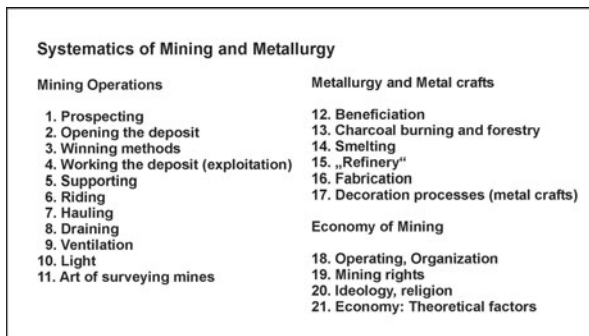 Systematics of Mining and Metallurgy
Mining Operations
1. Prospecting
2. Opening the deposit
3. Winning methods
4. Working the deposit (exploitation)
5. Supporting
6. Riding
7. Hauling
8. Draining
9. Ventilation
10. Light
11. Art of surveying mines
Metallurgy and Metal crafts
12. Beneficiation
13. Charcoal burning and forestry
14. Smelting
15. „Refinery“
16. Fabrication
17. Decoration processes (metal crafts)
Economy of Mining
18. Operating, Organization
19. Mining rights
20. Ideology, religion
21. Economy: Theoretical factors